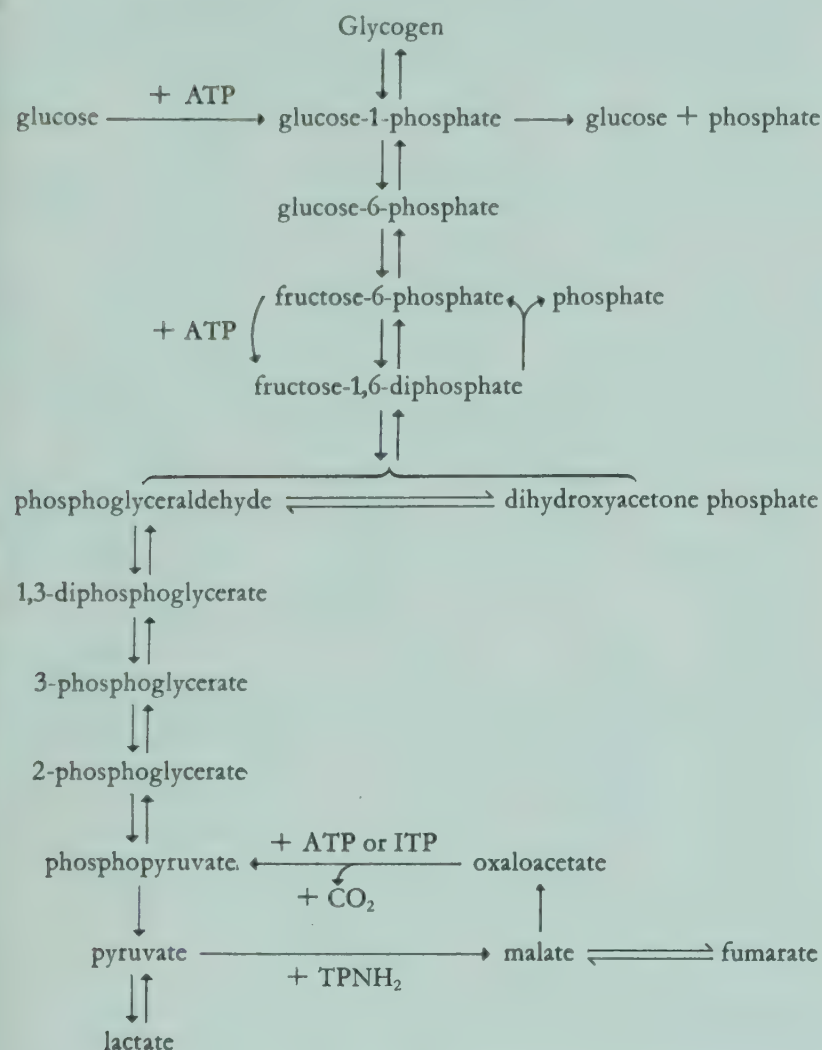 Glycogen
+ ATP
glucose glucose-1-phosphate glucose + phosphate
glucose-6-phosphate
fructose-6-phosphate phosphate
+ ATP
fructose-1,6-diphosphate
phosphoglyceraldehyde dihydroxyacetone phosphate
1,3-diphosphoglycerate
3-phosphoglycerate
2-phosphoglycerate
+ ATP or ITP
phosphopyruvate oxaloacetate
+ CO₂
pyruvate malate fumarate
+ TPNH₂
lactate